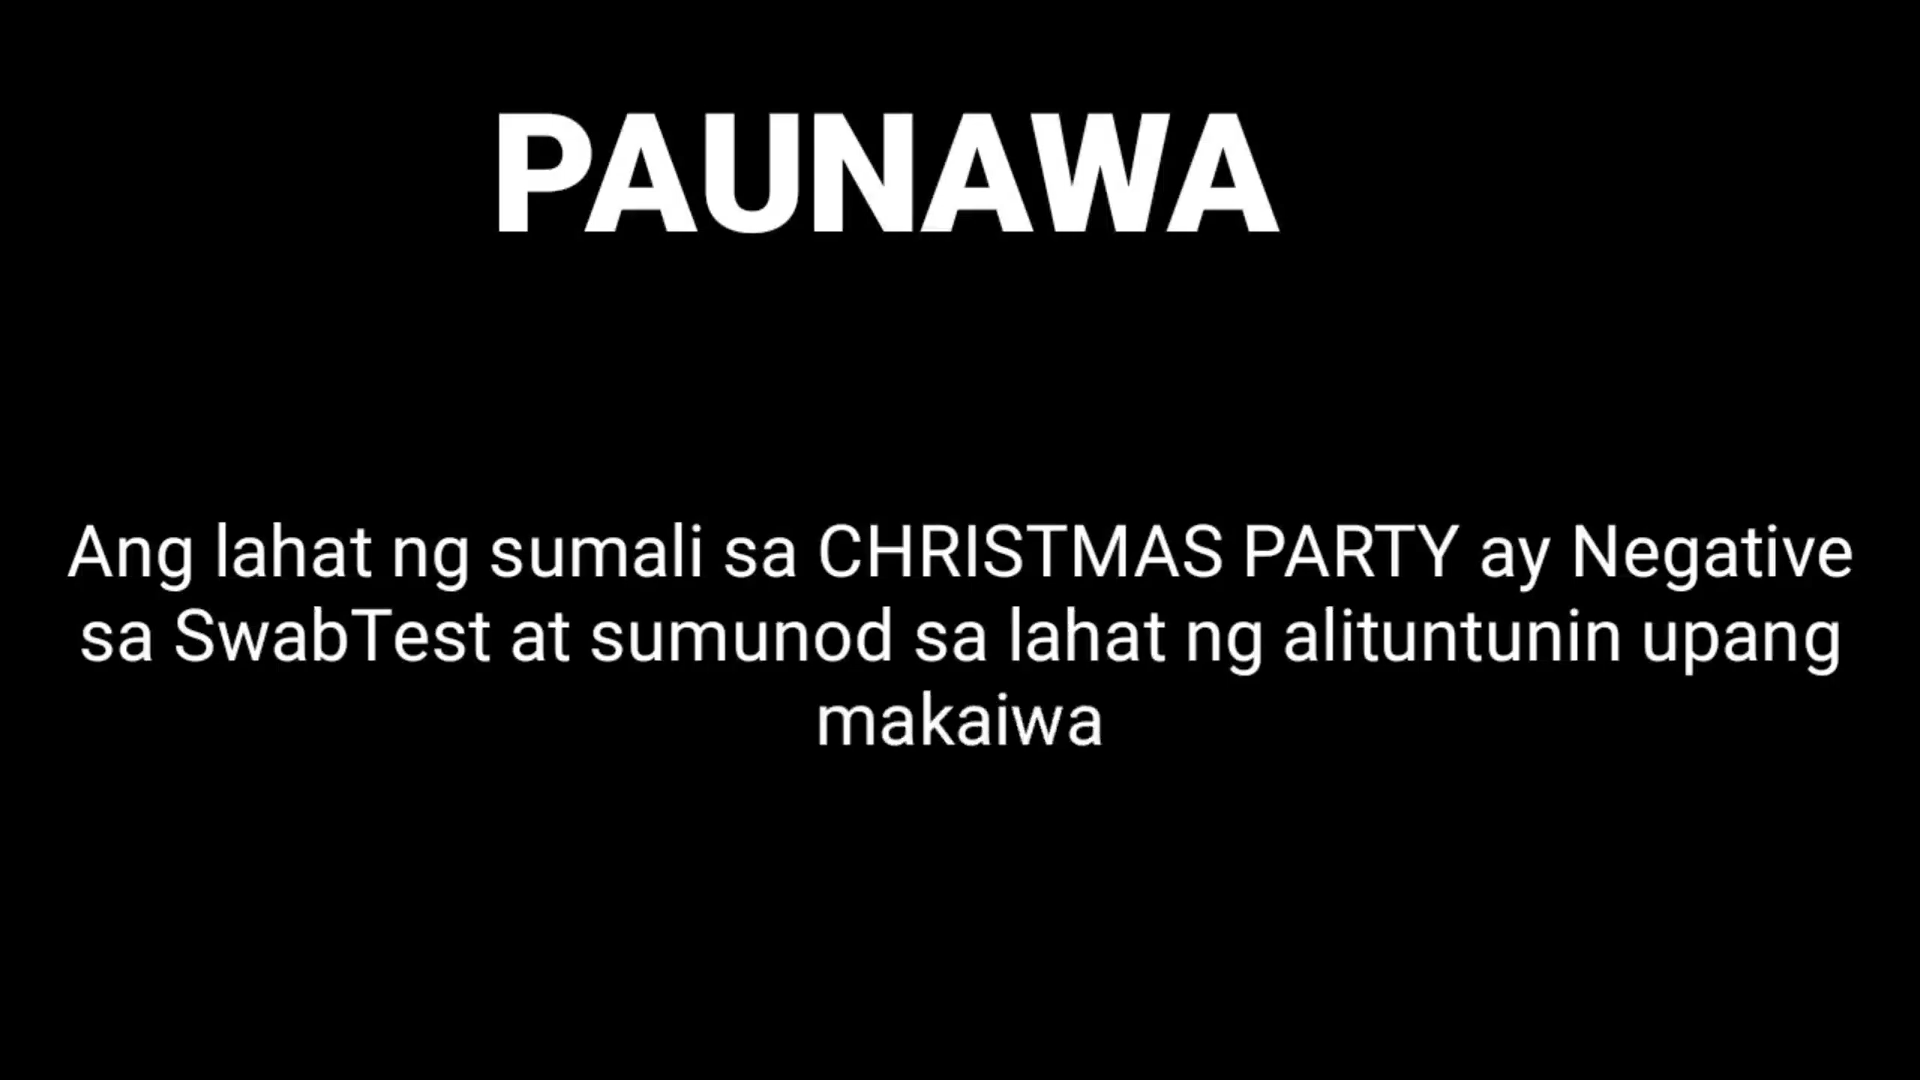 PAUNAWA
Ang lahat ng sumali sa CHRISTMAS PARTY ay Negative
sa SwabTest at sumunod sa lahat ng alituntunin upang
makaiwa